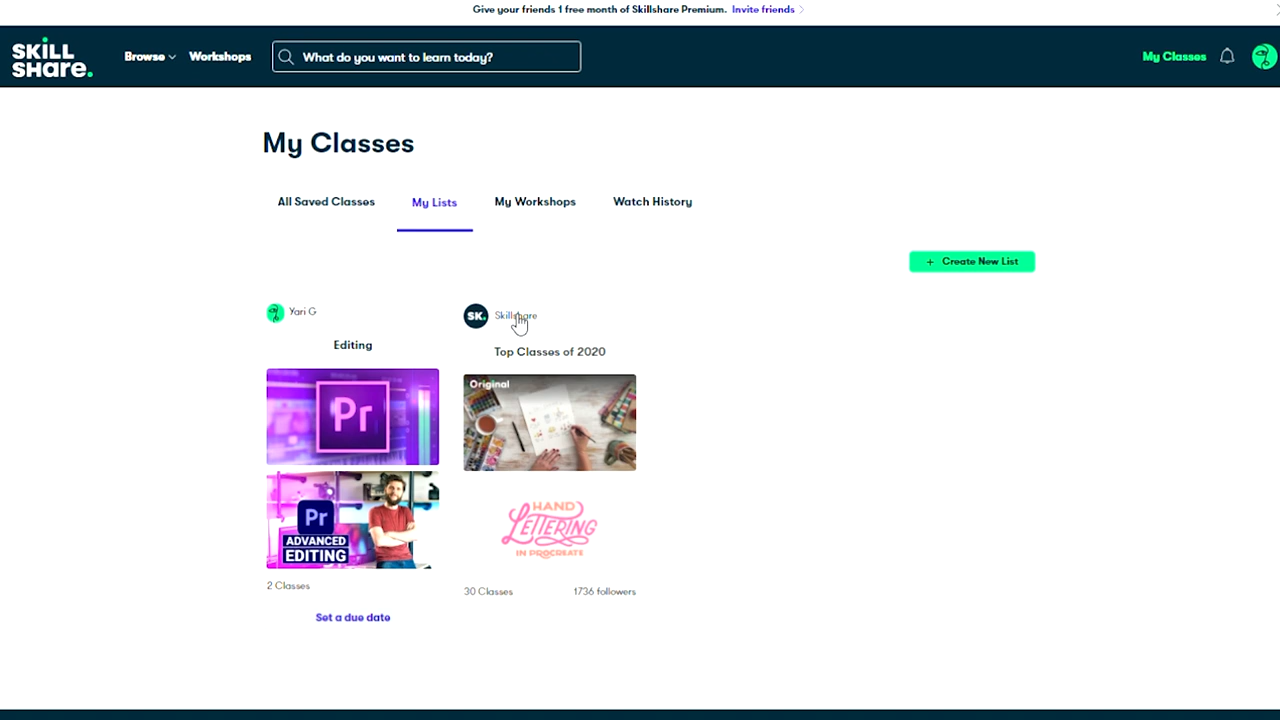 Give your friends 1 free month of Skillshare Premium. Invite friends
SKILL
SHARE.
Browse
Workshops
What do you want to learn today?
My Classes
My Classes
All Saved Classes
My Lists
My Workshops
Watch History
+ Create New List
Yari G
Editing
Pr
Pr
ADVANCED
EDITING
2 Classes
Set a due date
SK.
Skillshare
Top Classes of 2020
Original
HAND
LETTERING
IN PROCREATE
30 Classes
1736 followers